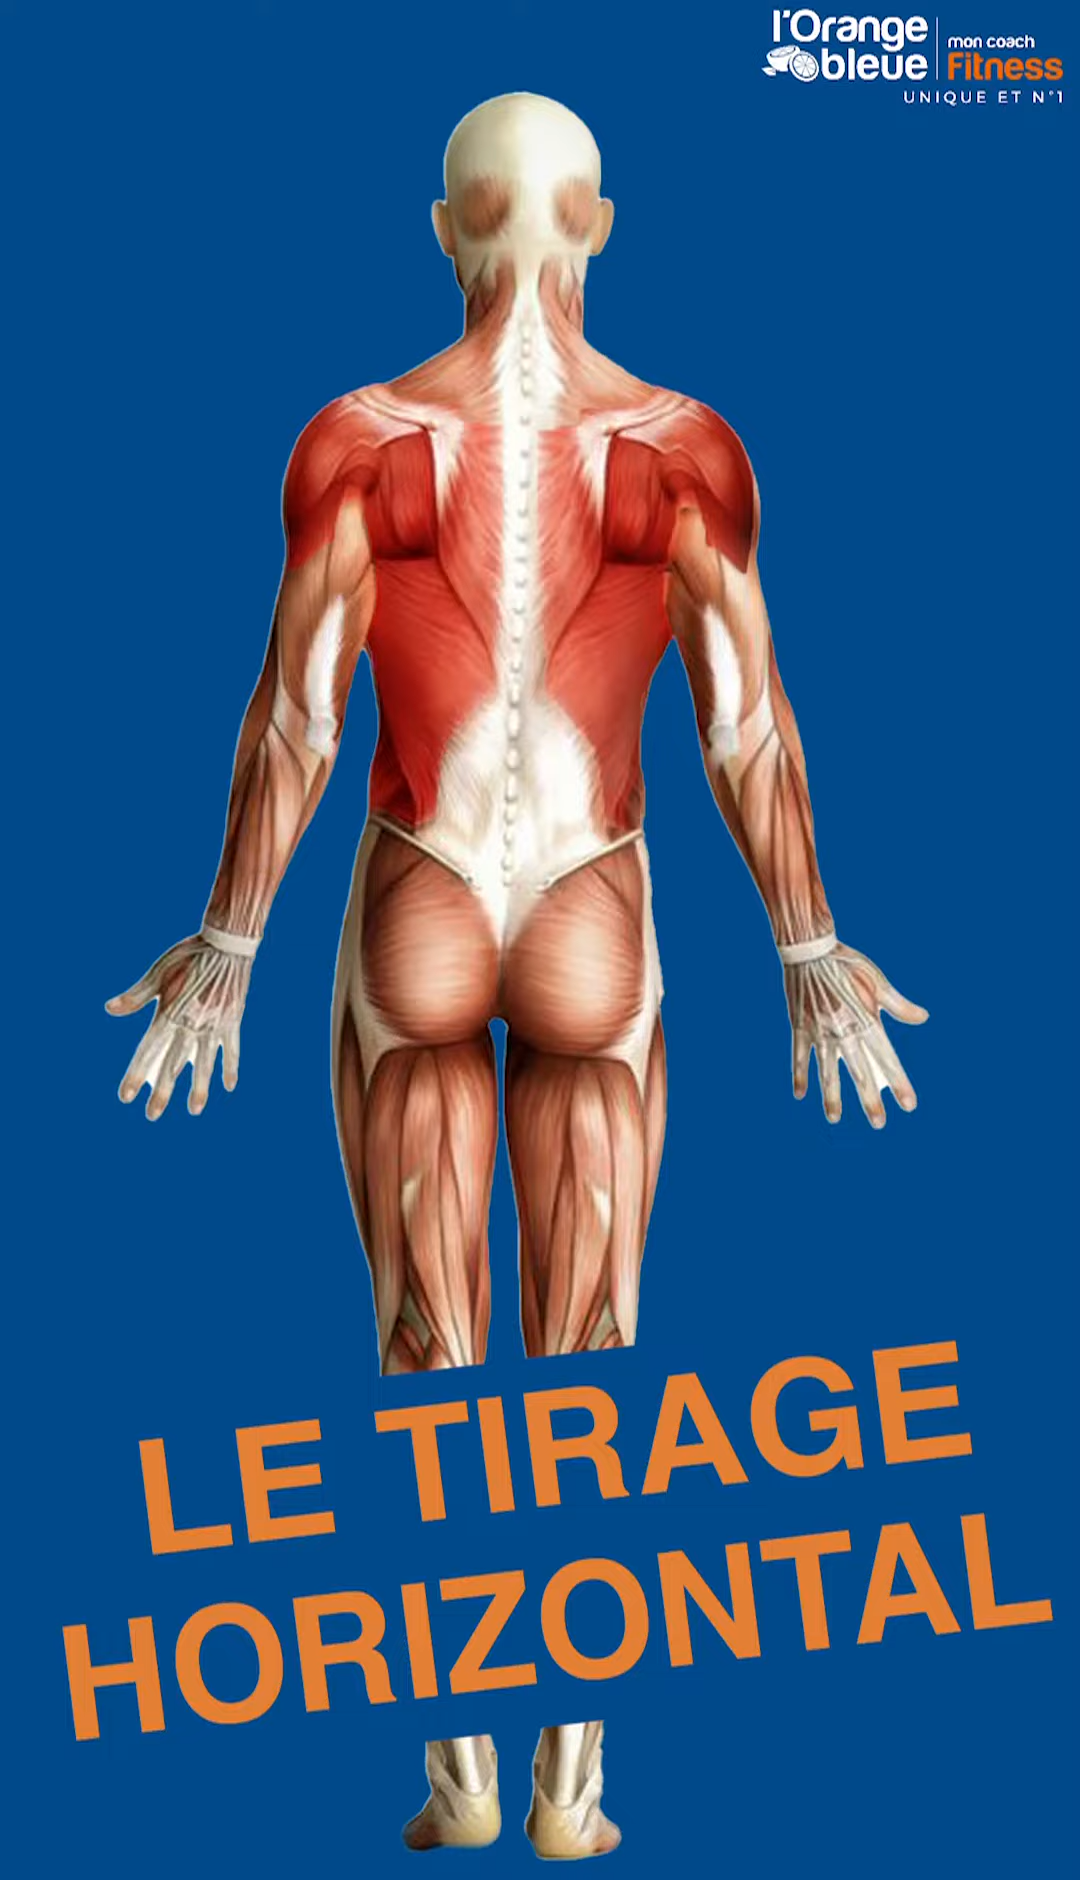 l'Orange
bleue
mon coach
Fitness
UNIQUE ET N°1
LE TIRAGE
HORIZONTAL